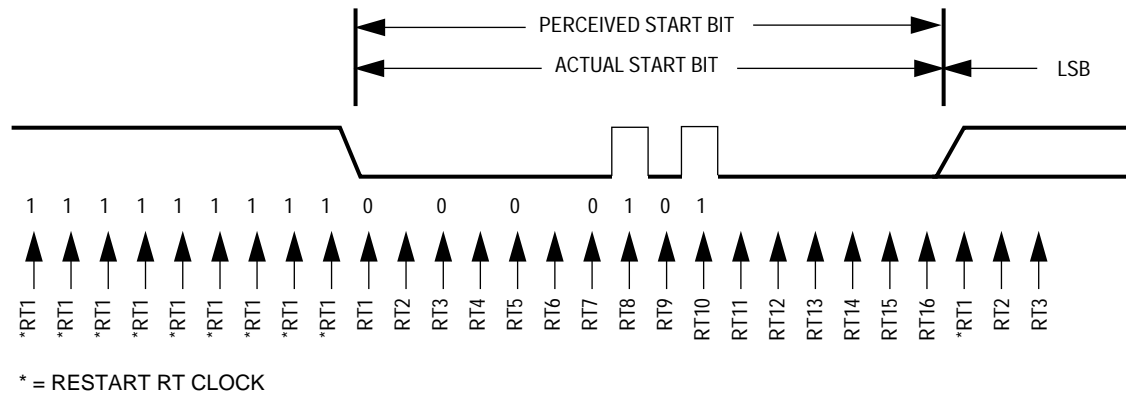 PERCEIVED START BIT
ACTUAL START BIT
LSB
1 1 1 1 1 1 1 1 1 0 0 0 0 1 0 1
*RT1 *RT1 *RT1 *RT1 *RT1 *RT1 *RT1 *RT1 *RT1 RT1 RT2 RT3 RT4 RT5 RT6 RT7 RT8 RT9 RT10 RT11 RT12 RT13 RT14 RT15 RT16 *RT1 RT2 RT3
* = RESTART RT CLOCK